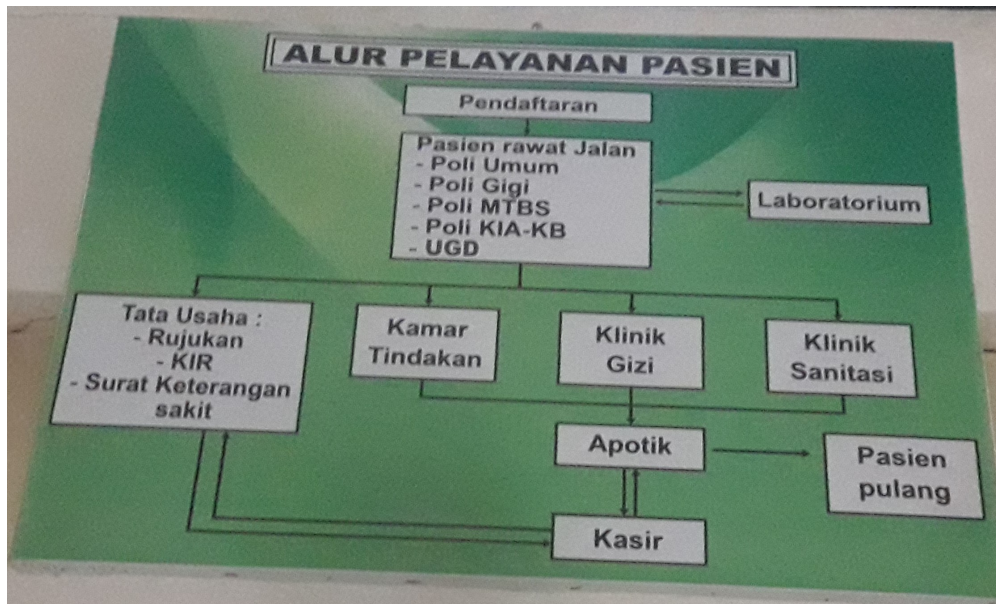 ALUR PELAYANAN PASIEN
Pendaftaran
Pasien rawat Jalan
- Poli Umum
- Poli Gigi
- Poli MTBS
- Poli KIA-KB
- UGD
Laboratorium
Tata Usaha :
- Rujukan
- KIR
- Surat Keterangan
sakit
Kamar
Tindakan
Klinik
Gizi
Klinik
Sanitasi
Apotik
Pasien
pulang
Kasir